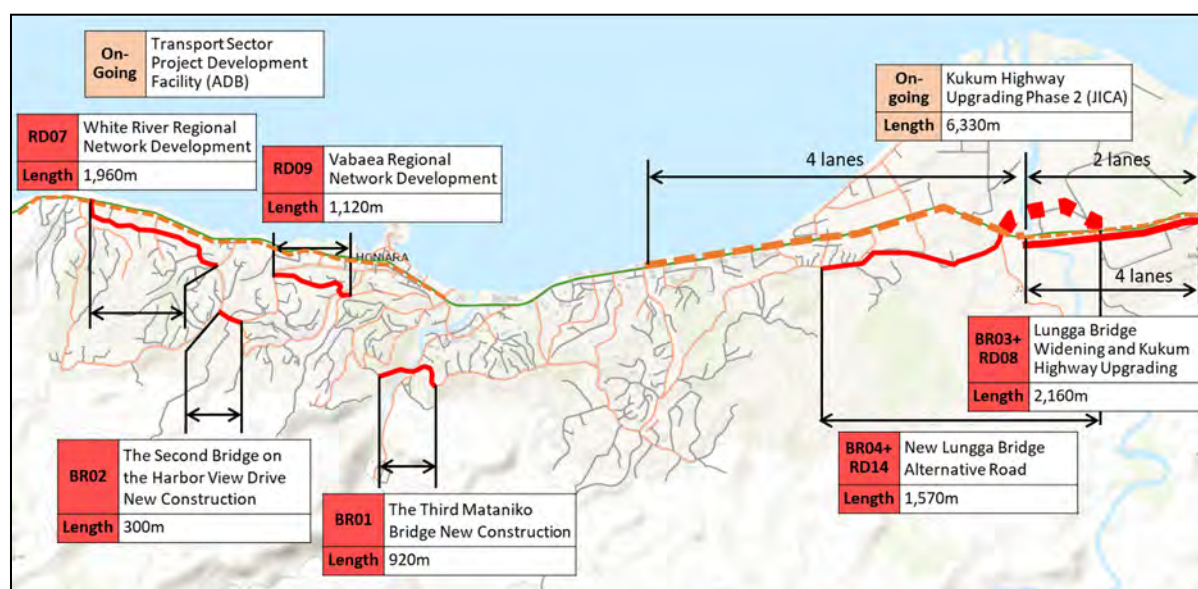 On-
Going
Transport Sector
Project Development
Facility (ADB)
On-
going
Kukum Highway
Upgrading Phase 2 (JICA)
Length
6,330m
RD07
White River Regional
Network Development
Length
1,960m
RD09
Vabaea Regional
Network Development
Length
1,120m
4 lanes
2 lanes
HONIARA
4 lanes
BR03+
RD08
Lungga Bridge
Widening and Kukum
Highway Upgrading
Length
2,160m
BR04+
RD14
New Lungga Bridge
Alternative Road
Length
1,570m
BR02
The Second Bridge on
the Harbor View Drive
New Construction
Length
300m
BR01
The Third Mataniko
Bridge New Construction
Length
920m